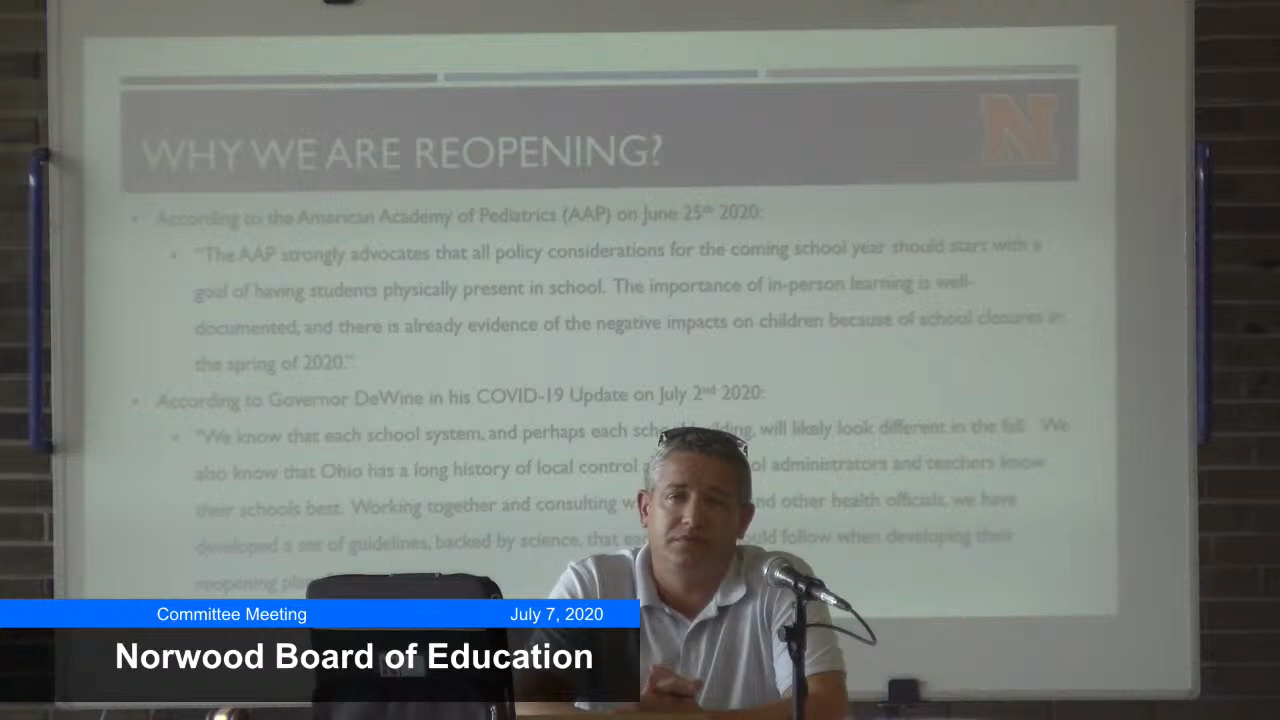 N
WHY WE ARE REOPENING?
According to the American Academy of Pediatrics (AAP) on June 25th 2020:
"The AAP strongly advocates that all policy considerations for the coming school year should stars with a
goal of having students physically present in school. The importance of in-person learning is well-
documented, and there is already evidence of the negative impacts on children because of school closures in
the spring of 2020."
According to Governor DeWine in his COVID-19 Update on July 2nd 2020:
"We know that each school system, and perhaps each will likely look different in the fall We
also know that Ohio has a long history of local control administrators and teachers know
their schools best. Working together and consulting other health officials, we have
developed a set of guidelines, backed by science, that follow when developing their
reopening
Committee Meeting July 7, 2020
Norwood Board of Education